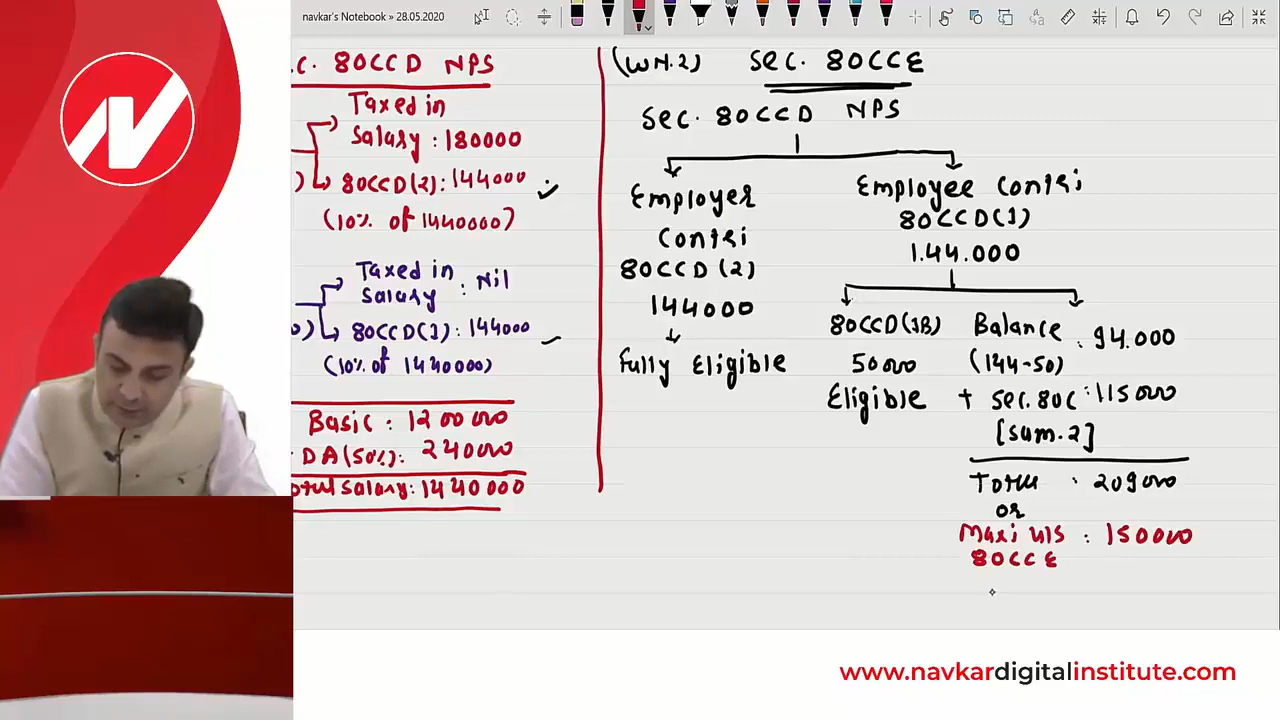 navkar's Notebook » 28.05.2020
C. 80CCD NPS
Taxed in
Salary : 180000
) 80CCD(2) : 144000
(10% of 1440000)
Taxed in
Salary : Nil
) 80CCD(1) : 144000
(10% of 1440000)
Basic : 1200000
DA(50%) : 240000
otal Salary : 1440000
(WN.2) Sec. 80CCE
Sec. 80CCD NPS
Employer
Contri
80CCD (2)
144000
Fully Eligible
Employee Contri
80CCD(1)
1.44.000
80CCD(1B)
50000
Eligible
Balance : 94.000
(144-50)
+ Sec.80C : 115000
[Sum.2]
Total : 209000
or
Maxi u/s : 150000
80CCE
www.navkardigitalinstitute.com